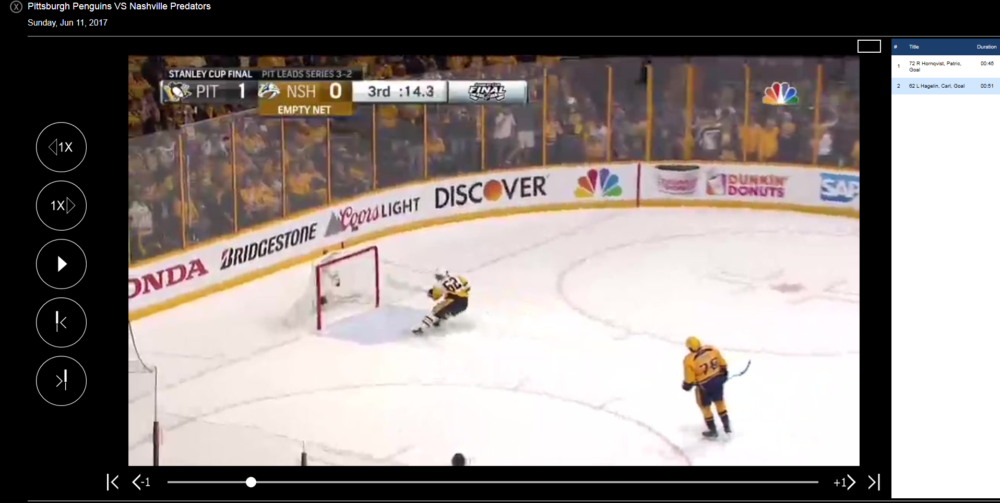 X Pittsburgh Penguins VS Nashville Predators
Sunday, Jun 11, 2017
# Title Duration
1 72 R Hornqvist, Patric, Goal 00:45
2 62 L Hagelin, Carl, Goal 00:51
STANLEY CUP FINAL PIT LEADS SERIES 3-2
PIT 1 NSH 0 3rd :14.3 FINAL
EMPTY NET
ONDA BRIDGESTONE Coors LIGHT DISCOVER DUNKIN' DONUTS SAP
62
1X
1X
-1
+1